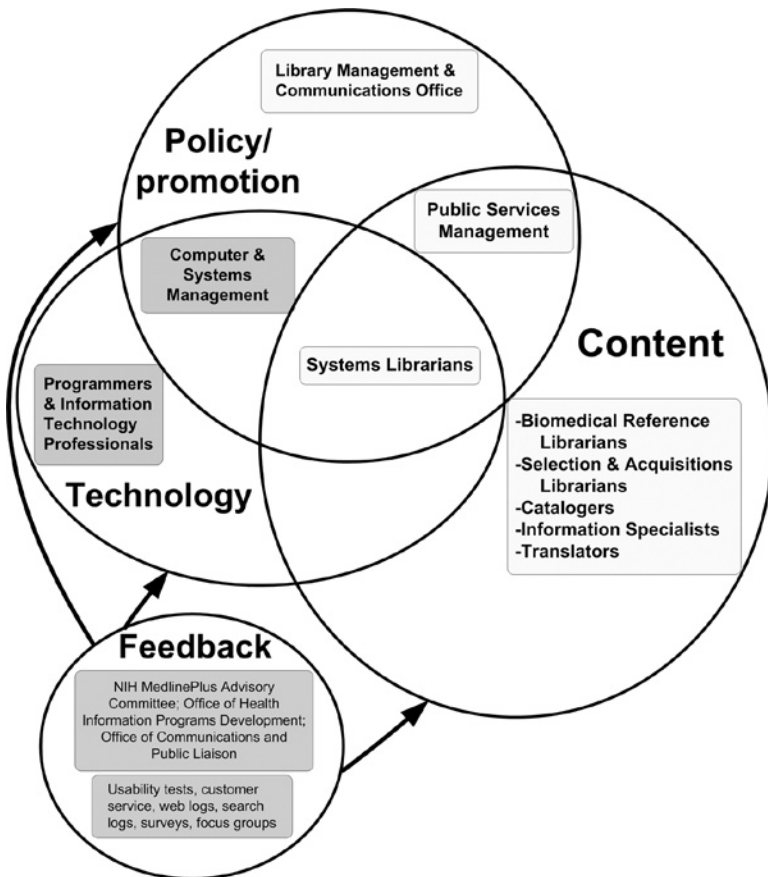 Library Management &
Communications Office
Policy/
promotion
Public Services
Management
Computer &
Systems
Management
Content
Systems Librarians
Programmers
& Information
Technology
Professionals
-Biomedical Reference
Librarians
-Selection & Acquisitions
Librarians
-Catalogers
-Information Specialists
-Translators
Technology
Feedback
NIH MedlinePlus Advisory
Committee; Office of Health
Information Programs Development;
Office of Communications and
Public Liaison
Usability tests, customer
service, web logs, search
logs, surveys, focus groups